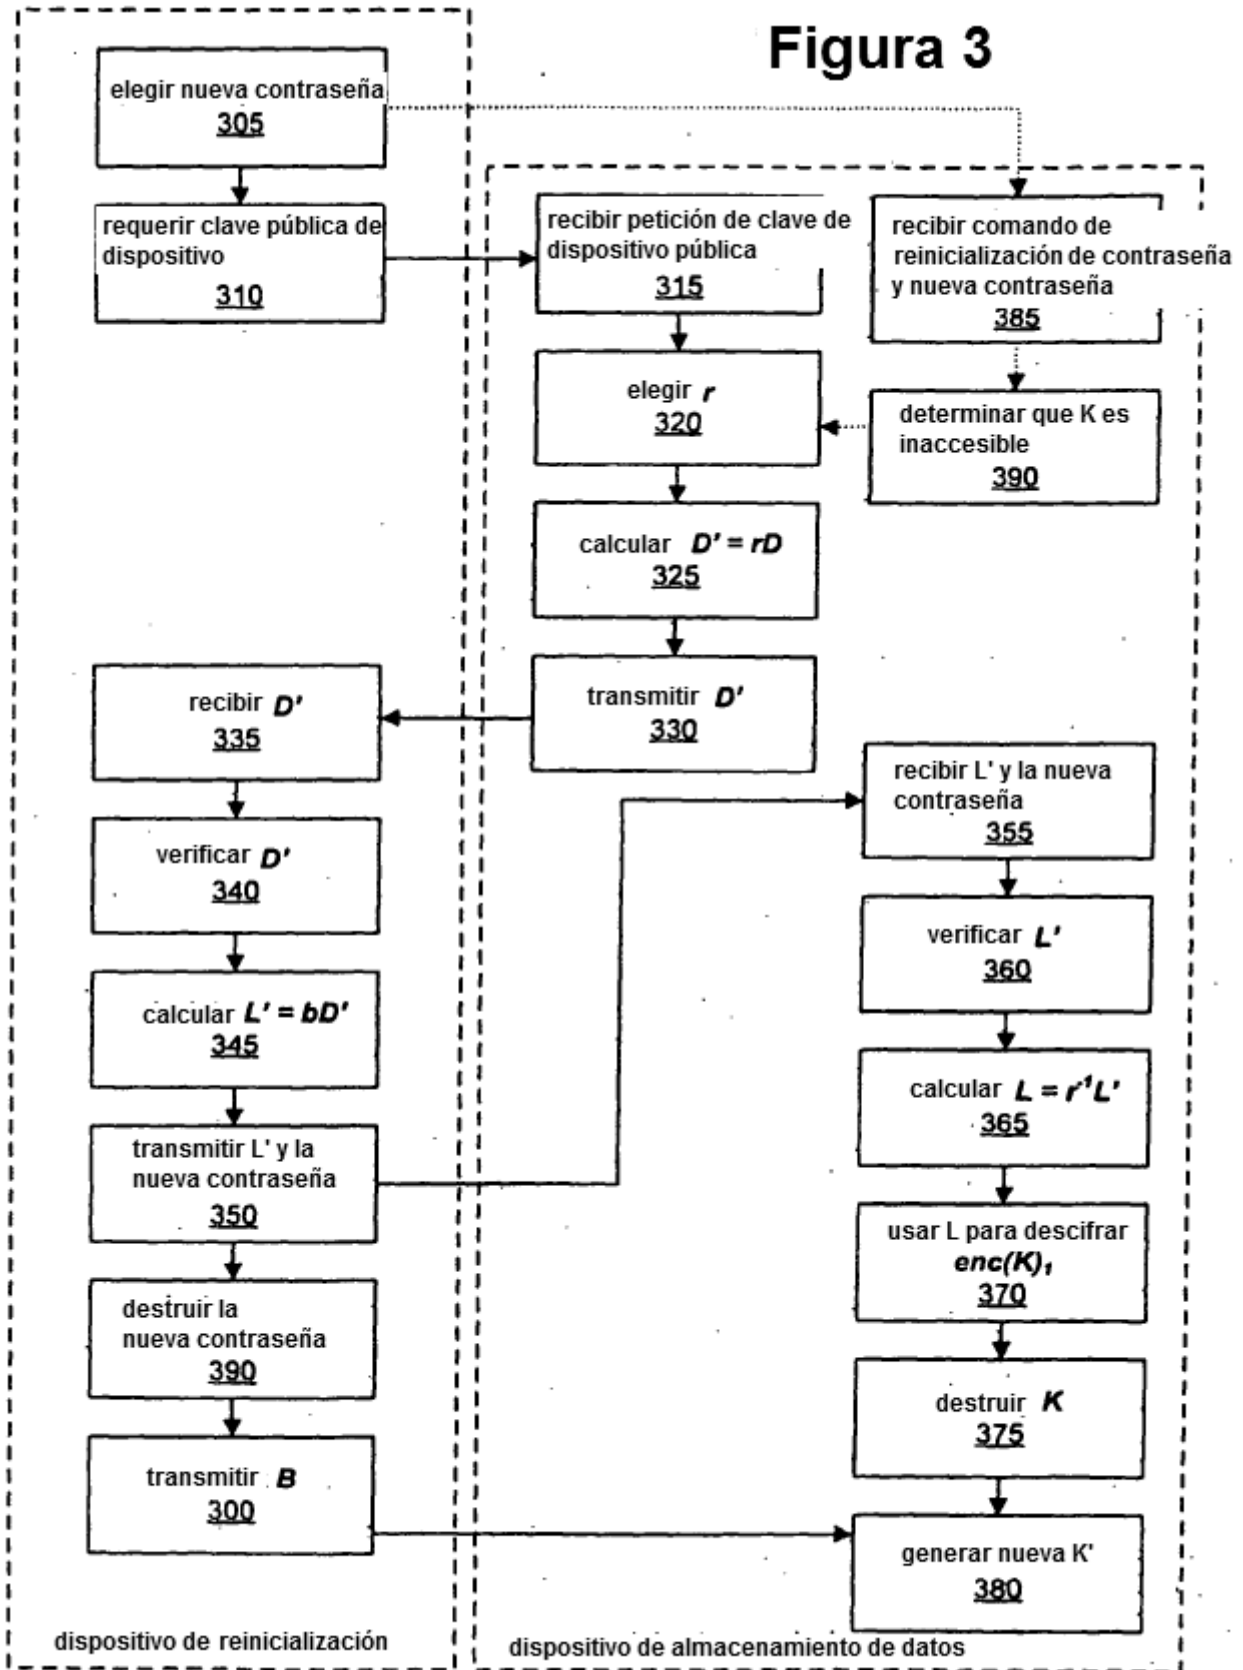 Figura 3
elegir nueva contraseña
305
requerir clave pública de
dispositivo
310
recibir petición de clave de
dispositivo pública
315
recibir comando de
reinicialización de contraseña
y nueva contraseña
385
elegir r
320
determinar que K es
inaccesible
390
calcular D' = rD
325
transmitir D'
330
recibir D'
335
verificar D'
340
calcular L' = bD'
345
transmitir L' y la
nueva contraseña
350
destruir la
nueva contraseña
390
transmitir B
300
recibir L' y la nueva
contraseña
355
verificar L'
360
calcular L = r¹L'
365
usar L para descifrar
enc(K)₁
370
destruir K
375
generar nueva K'
380
dispositivo de reinicialización
dispositivo de almacenamiento de datos